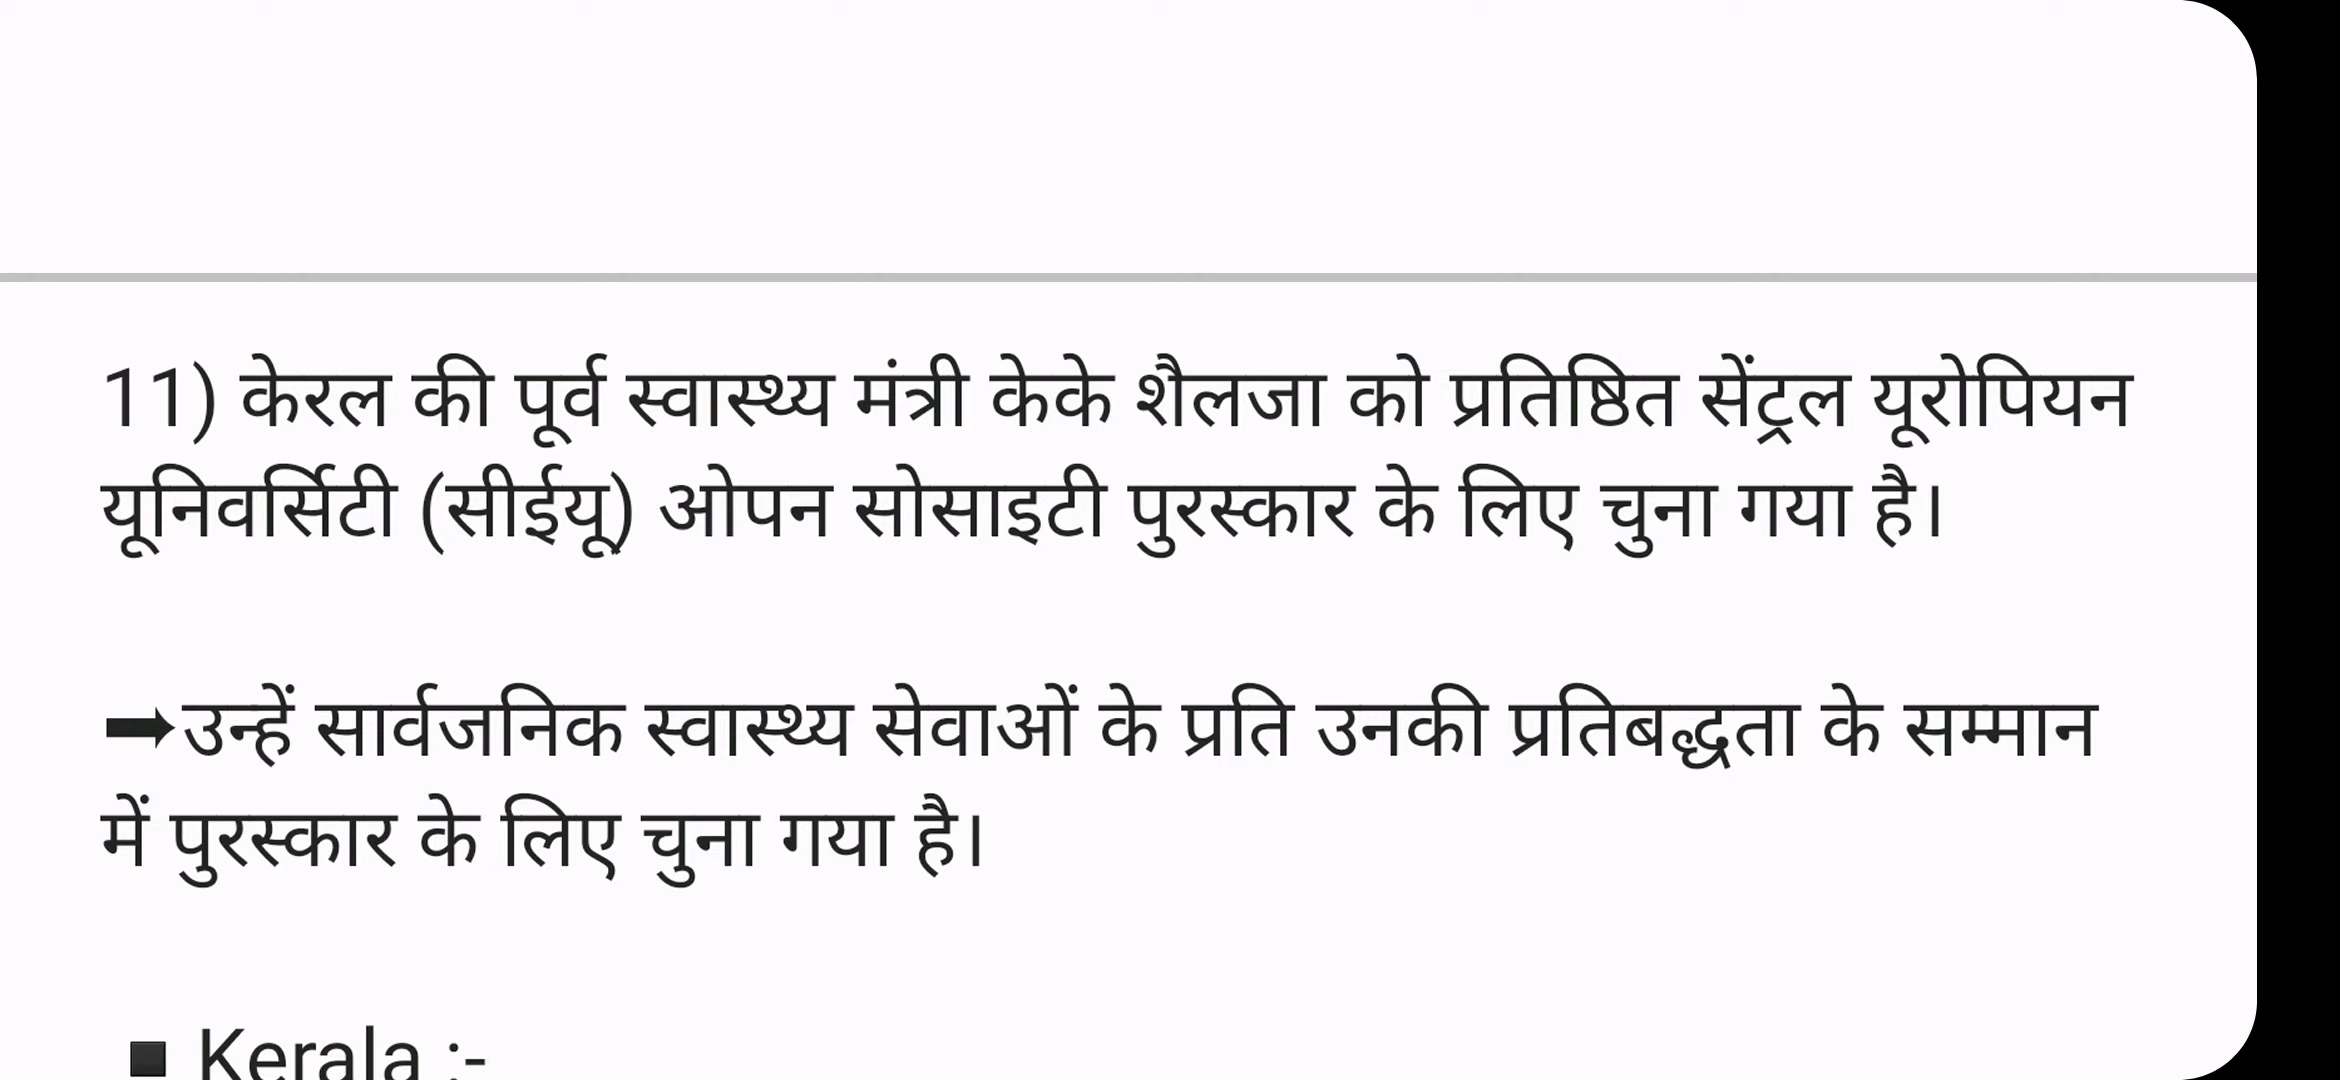 11) केरल की पूर्व स्वास्थ्य मंत्री केके शैलजा को प्रतिष्ठित सेंट्रल यूरोपियन
यूनिवर्सिटी (सीईयू) ओपन सोसाइटी पुरस्कार के लिए चुना गया है।
➡उन्हें सार्वजनिक स्वास्थ्य सेवाओं के प्रति उनकी प्रतिबद्धता के सम्मान
में पुरस्कार के लिए चुना गया है।
▪ Kerala :-